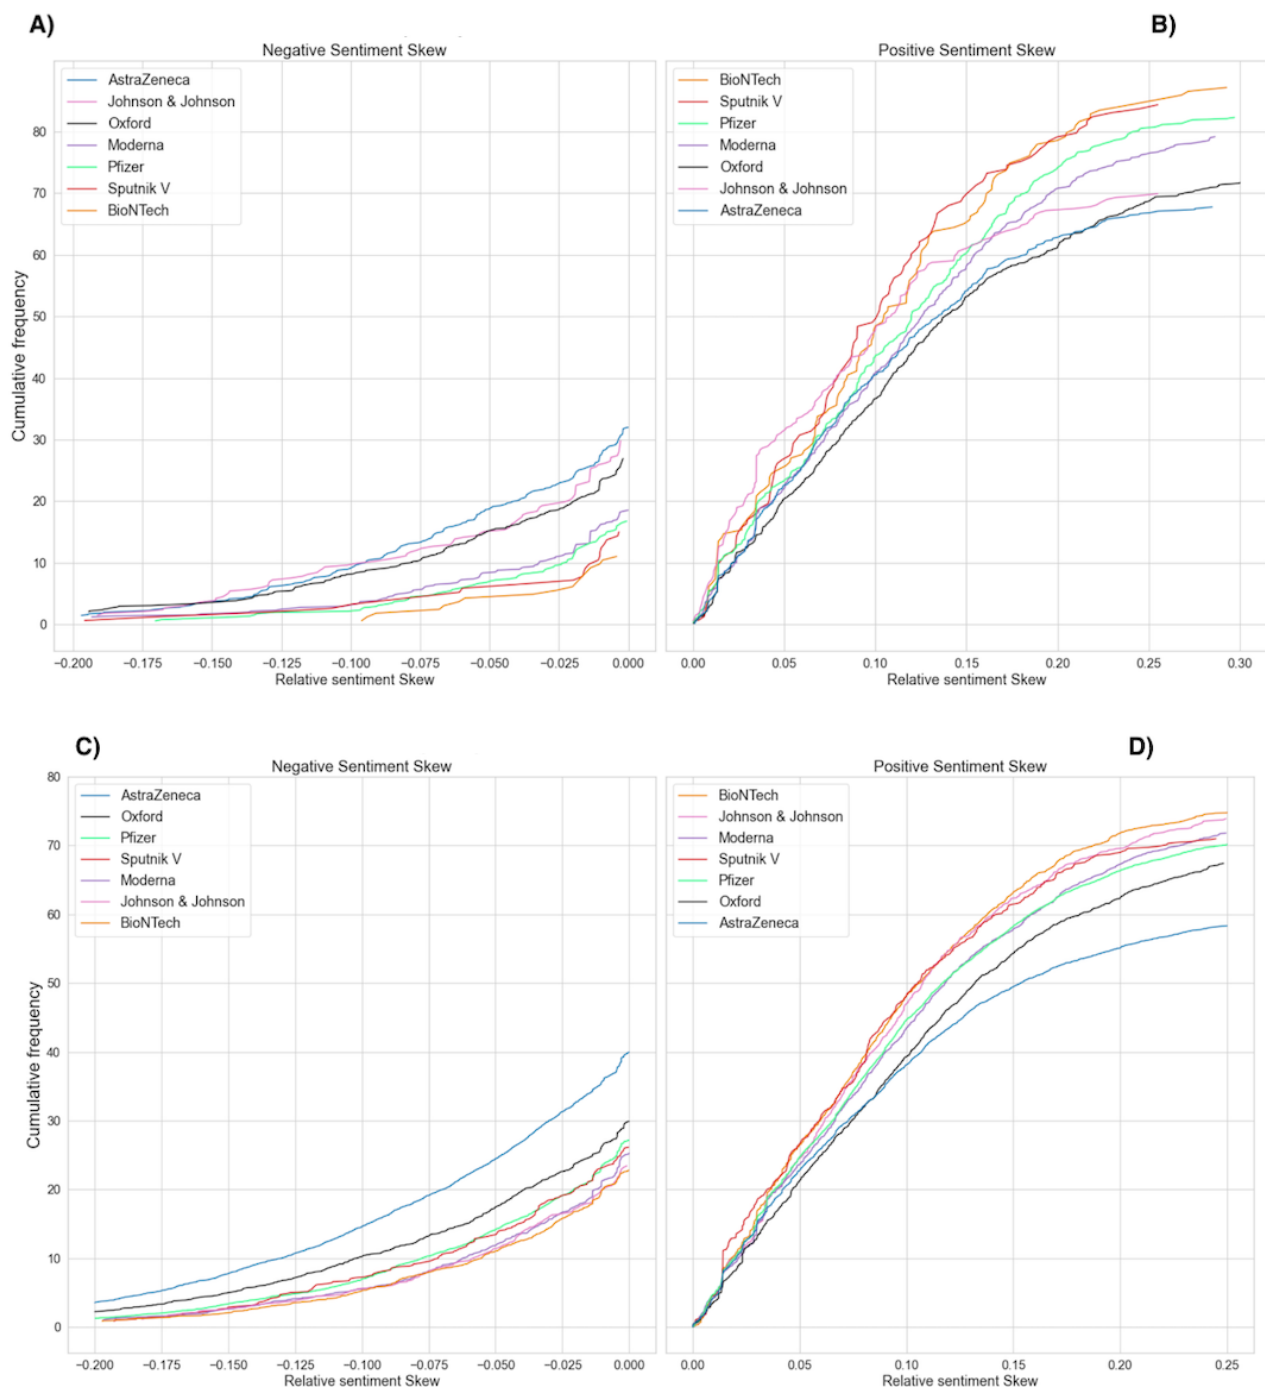 A)
B)
Negative Sentiment Skew
AstraZeneca
Johnson & Johnson
Oxford
Moderna
Pfizer
Sputnik V
BioNTech
Cumulative frequency
80
70
60
50
40
30
20
10
0
−0.200 −0.175 −0.150 −0.125 −0.100 −0.075 −0.050 −0.025 0.000
Relative sentiment Skew
Positive Sentiment Skew
BioNTech
Sputnik V
Pfizer
Moderna
Oxford
Johnson & Johnson
AstraZeneca
0.00 0.05 0.10 0.15 0.20 0.25 0.30
Relative sentiment Skew
C)
D)
Negative Sentiment Skew
AstraZeneca
Oxford
Pfizer
Sputnik V
Moderna
Johnson & Johnson
BioNTech
Cumulative frequency
80
70
60
50
40
30
20
10
0
−0.200 −0.175 −0.150 −0.125 −0.100 −0.075 −0.050 −0.025 0.000
Relative sentiment Skew
Positive Sentiment Skew
BioNTech
Johnson & Johnson
Moderna
Sputnik V
Pfizer
Oxford
AstraZeneca
0.00 0.05 0.10 0.15 0.20 0.25
Relative sentiment Skew